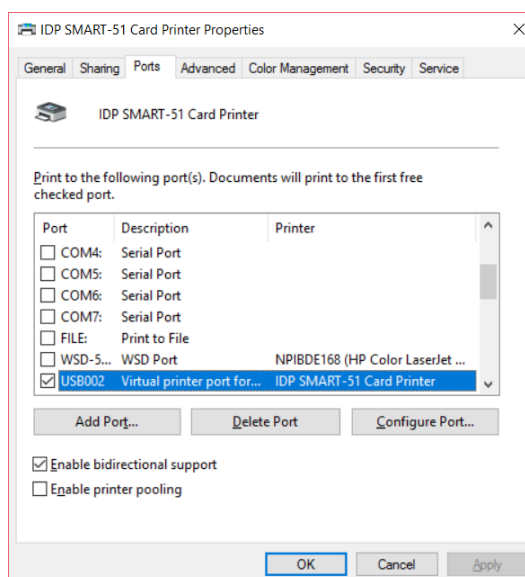 IDP SMART-51 Card Printer Properties
General Sharing Ports Advanced Color Management Security Service
IDP SMART-51 Card Printer
Print to the following port(s). Documents will print to the first free
checked port.
Port Description Printer
COM4: Serial Port
COM5: Serial Port
COM6: Serial Port
COM7: Serial Port
FILE: Print to File
WSD-5... WSD Port NPIBDE168 (HP Color LaserJet ...
USB002 Virtual printer port for... IDP SMART-51 Card Printer
Add Port... Delete Port Configure Port...
Enable bidirectional support
Enable printer pooling
OK Cancel Apply